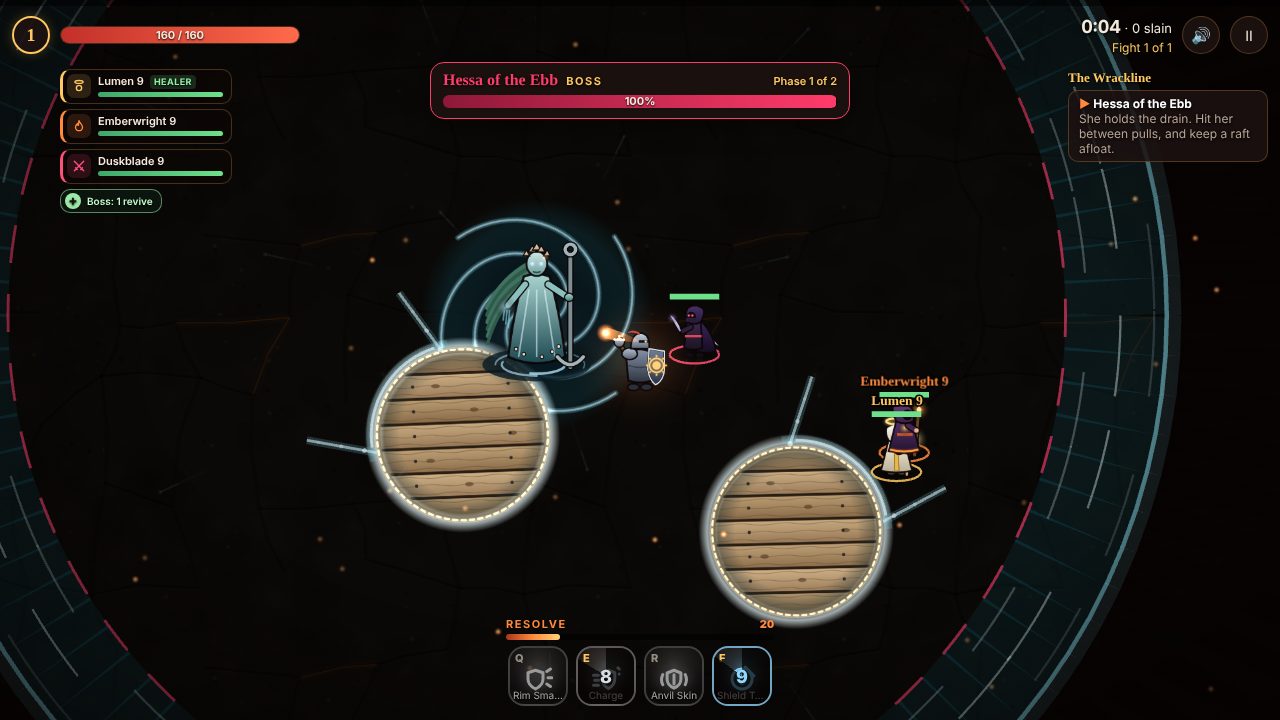 1
160 / 160
Lumen 9 HEALER
Emberwright 9
Duskblade 9
Boss: 1 revive
Hessa of the Ebb BOSS Phase 1 of 2
100%
0:04 · 0 slain
Fight 1 of 1
The Wrackline
Hessa of the Ebb
She holds the drain. Hit her
between pulls, and keep a raft
afloat.
Emberwright 9
Lumen 9
RESOLVE 20
Q E R F
8 9
Rim Sma... Charge Anvil Skin Shield T...